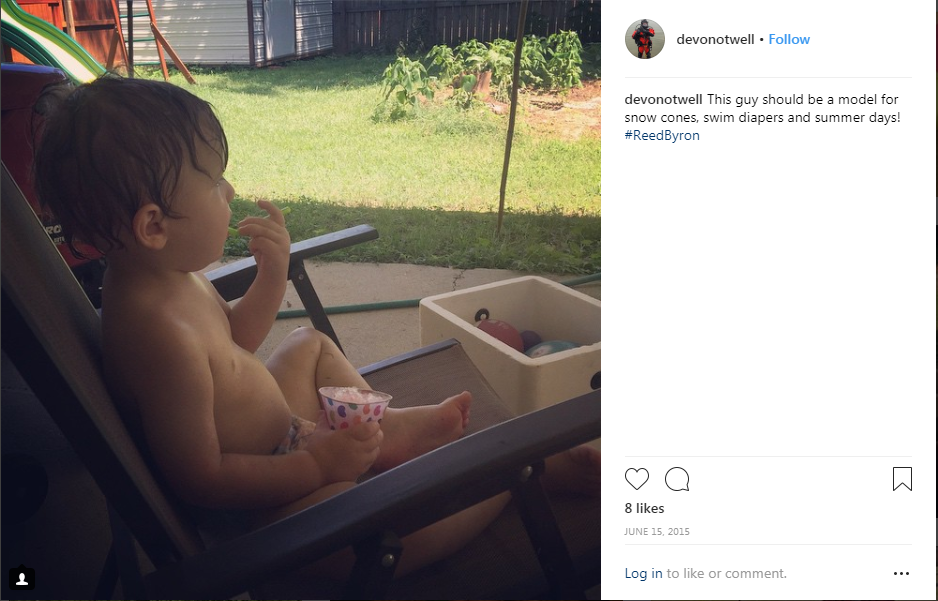 devonotwell • Follow
devonotwell This guy should be a model for
snow cones, swim diapers and summer days!
#ReedByron
8 likes
JUNE 15, 2015
Log in to like or comment.